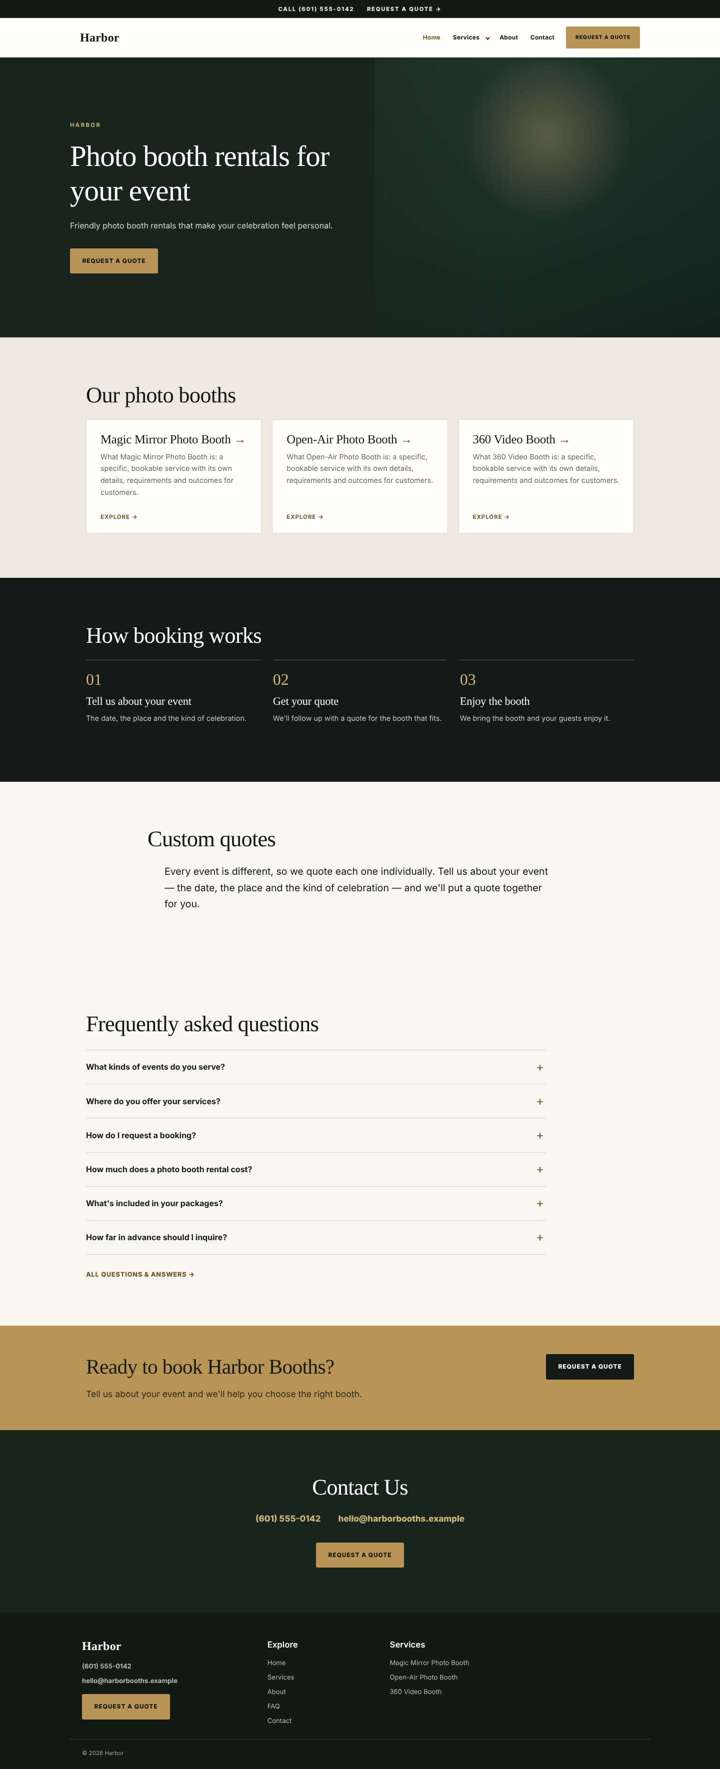 CALL (601) 555-0142 REQUEST A QUOTE →
Harbor
Home Services About Contact REQUEST A QUOTE
HARBOR
Photo booth rentals for
your event
Friendly photo booth rentals that make your celebration feel personal.
REQUEST A QUOTE
Our photo booths
Magic Mirror Photo Booth →
What Magic Mirror Photo Booth is: a
specific, bookable service with its own
details, requirements and outcomes for
customers.
EXPLORE →
Open-Air Photo Booth →
What Open-Air Photo Booth is: a specific,
bookable service with its own details,
requirements and outcomes for customers.
EXPLORE →
360 Video Booth →
What 360 Video Booth is: a specific,
bookable service with its own details,
requirements and outcomes for customers.
EXPLORE →
How booking works
01
Tell us about your event
The date, the place and the kind of celebration.
02
Get your quote
We'll follow up with a quote for the booth that fits.
03
Enjoy the booth
We bring the booth and your guests enjoy it.
Custom quotes
Every event is different, so we quote each one individually. Tell us about your event
— the date, the place and the kind of celebration — and we'll put a quote together
for you.
Frequently asked questions
What kinds of events do you serve? +
Where do you offer your services? +
How do I request a booking? +
How much does a photo booth rental cost? +
What's included in your packages? +
How far in advance should I inquire? +
ALL QUESTIONS & ANSWERS →
Ready to book Harbor Booths?
Tell us about your event and we'll help you choose the right booth.
REQUEST A QUOTE
Contact Us
(601) 555-0142 hello@harborbooths.example
REQUEST A QUOTE
Harbor
(601) 555-0142
hello@harborbooths.example
REQUEST A QUOTE
Explore
Home
Services
About
FAQ
Contact
Services
Magic Mirror Photo Booth
Open-Air Photo Booth
360 Video Booth
© 2026 Harbor